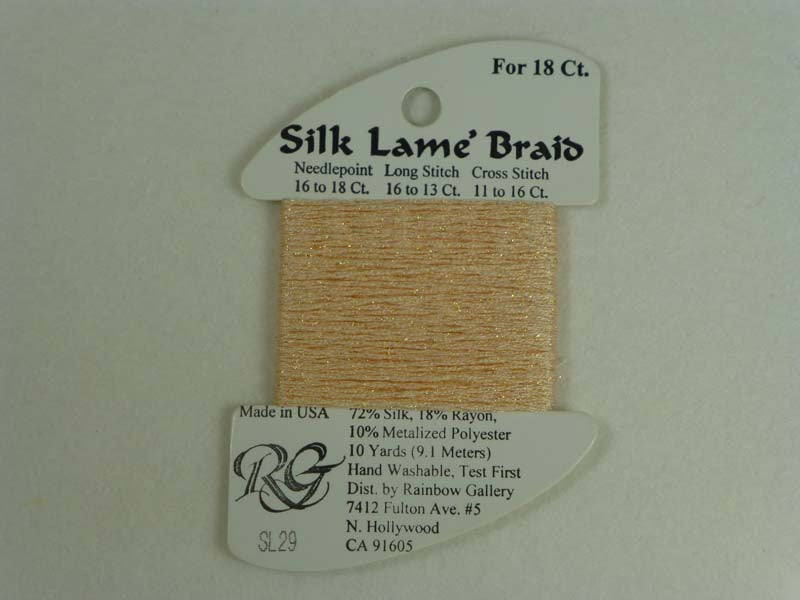 For 18 Ct.
Silk Lame' Braid
Needlepoint Long Stitch Cross Stitch
16 to 18 Ct. 16 to 13 Ct. 11 to 16 Ct.
Made in USA
72% Silk, 18% Rayon,
10% Metalized Polyester
10 Yards (9.1 Meters)
Hand Washable, Test First
Dist. by Rainbow Gallery
7412 Fulton Ave. #5
N. Hollywood
CA 91605
RG
SL29